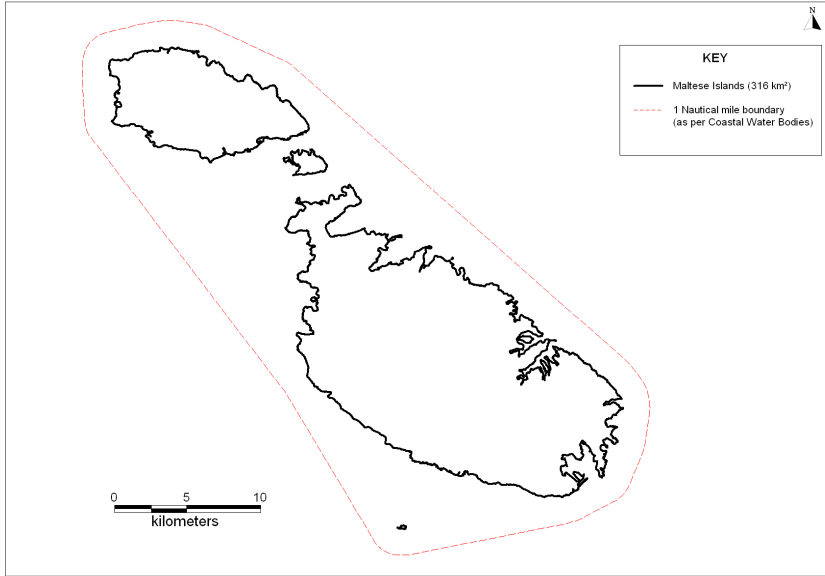 N
KEY
Maltese Islands (316 km²)
1 Nautical mile boundary
(as per Coastal Water Bodies)
0 5 10
kilometers